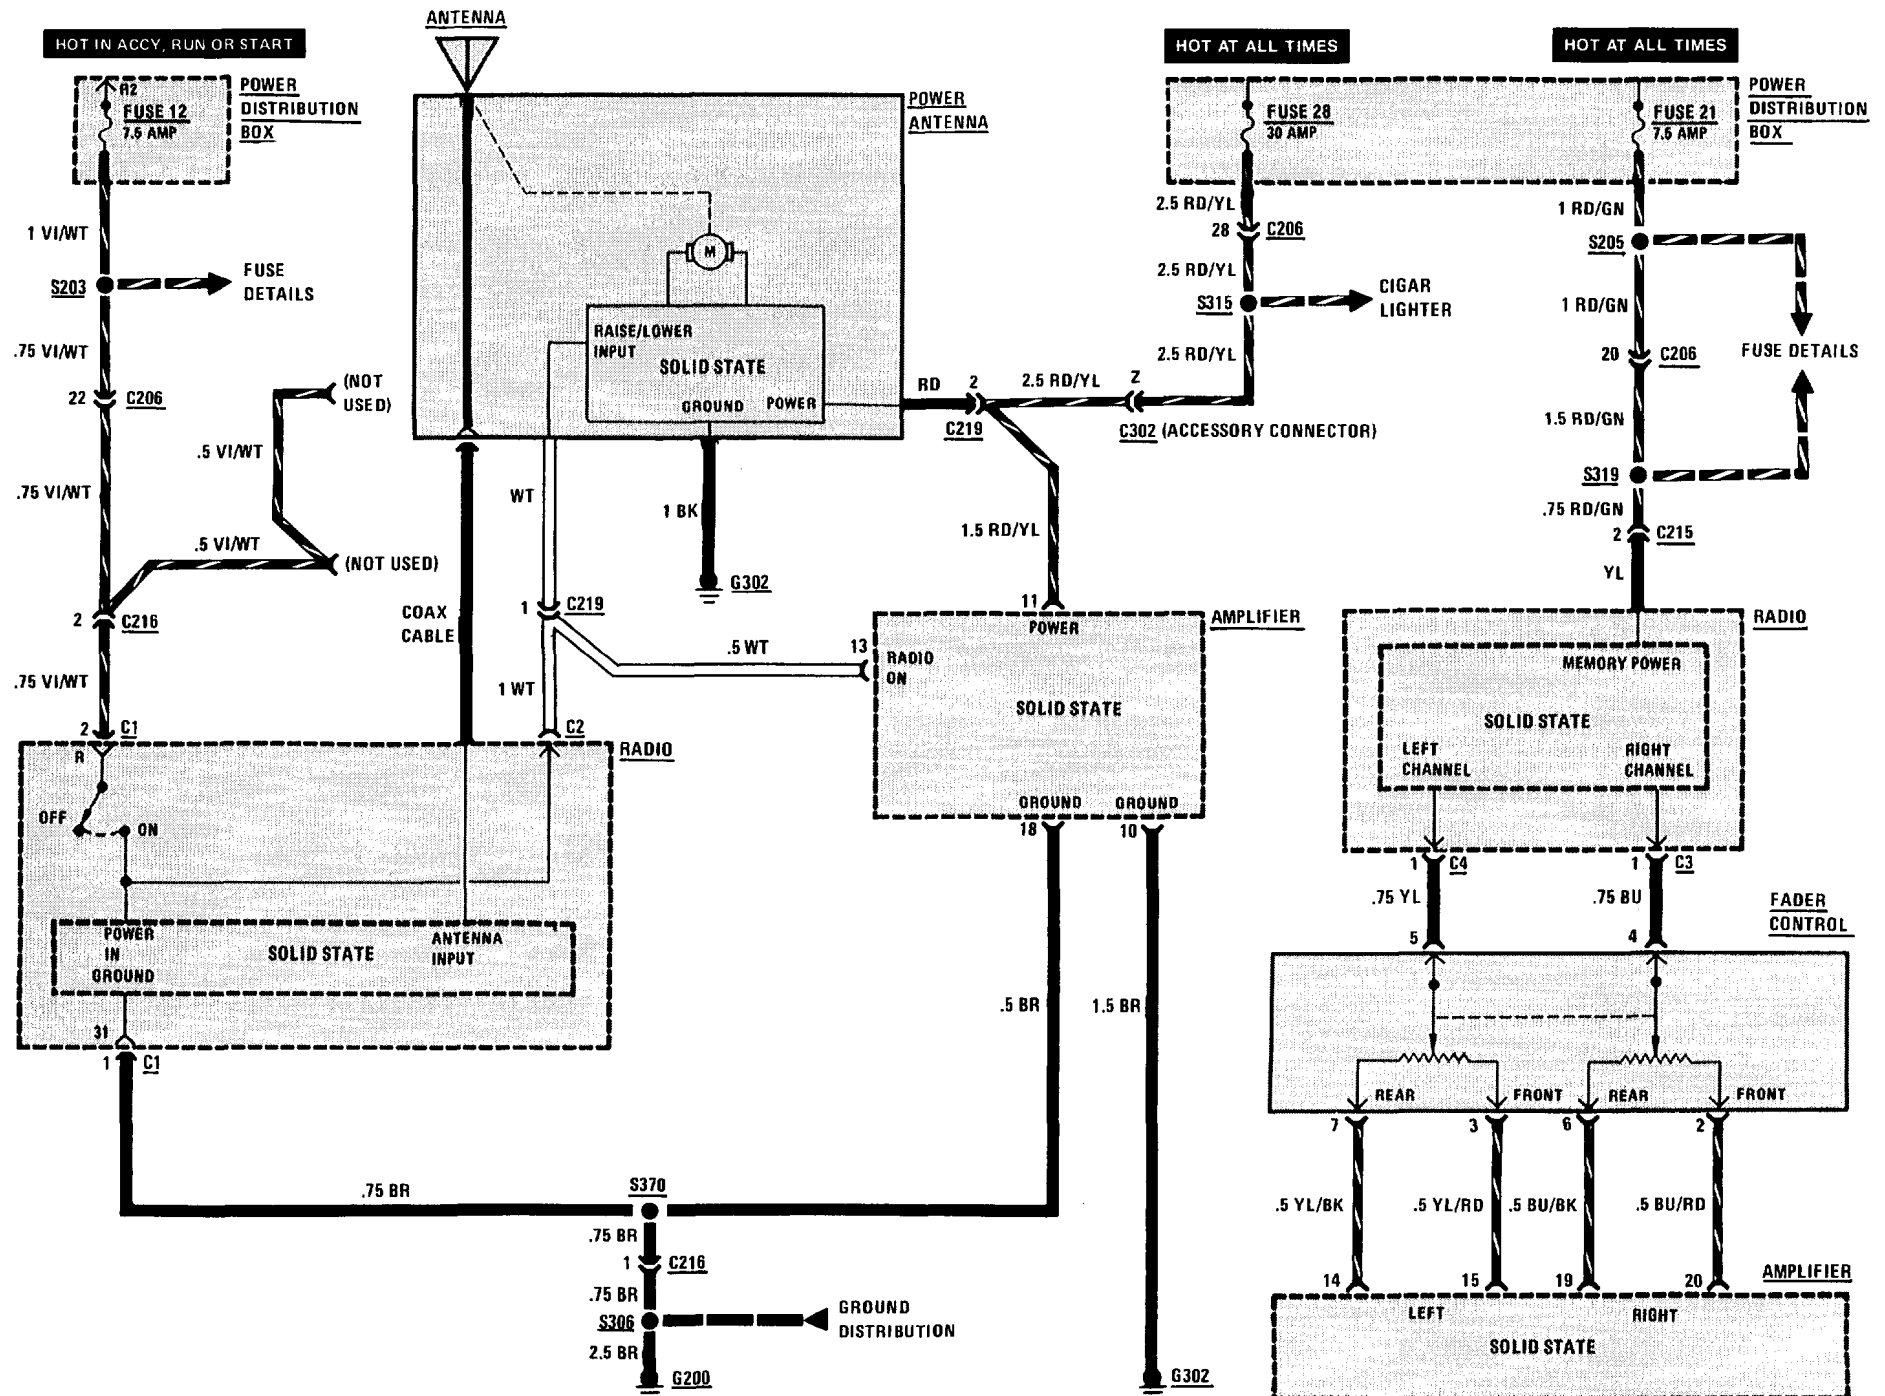 ANTENNA
HOT IN ACCY, RUN OR START
HOT AT ALL TIMES
HOT AT ALL TIMES
R2
FUSE 12
7.5 AMP
POWER
DISTRIBUTION
BOX
POWER
ANTENNA
FUSE 28
30 AMP
FUSE 21
7.5 AMP
POWER
DISTRIBUTION
BOX
1 VI/WT
S203
FUSE
DETAILS
.75 VI/WT
22
C206
(NOT
USED)
.5 VI/WT
.75 VI/WT
.5 VI/WT
(NOT USED)
2
C216
.75 VI/WT
2
C1
M
RAISE/LOWER
INPUT
SOLID STATE
GROUND
POWER
RD
2
C219
2.5 RD/YL
Z
C302 (ACCESSORY CONNECTOR)
2.5 RD/YL
28
C206
2.5 RD/YL
S315
CIGAR
LIGHTER
2.5 RD/YL
1 RD/GN
S205
1 RD/GN
20
C206
FUSE DETAILS
1.5 RD/GN
S319
.75 RD/GN
2
C215
YL
WT
1 BK
G302
1.5 RD/YL
COAX
CABLE
1
C219
.5 WT
1 WT
C2
RADIO
11
POWER
AMPLIFIER
13
RADIO
ON
SOLID STATE
GROUND
GROUND
18
10
RADIO
MEMORY POWER
SOLID STATE
LEFT
CHANNEL
RIGHT
CHANNEL
1
C4
1
C3
.75 YL
.75 BU
FADER
CONTROL
5
4
R
OFF
ON
POWER
IN
GROUND
SOLID STATE
ANTENNA
INPUT
31
1
C1
.5 BR
1.5 BR
REAR
FRONT
REAR
FRONT
7
3
6
2
.75 BR
S370
.75 BR
1
C216
.75 BR
S306
GROUND
DISTRIBUTION
2.5 BR
G200
G302
.5 YL/BK
.5 YL/RD
.5 BU/BK
.5 BU/RD
14
15
19
20
AMPLIFIER
LEFT
RIGHT
SOLID STATE